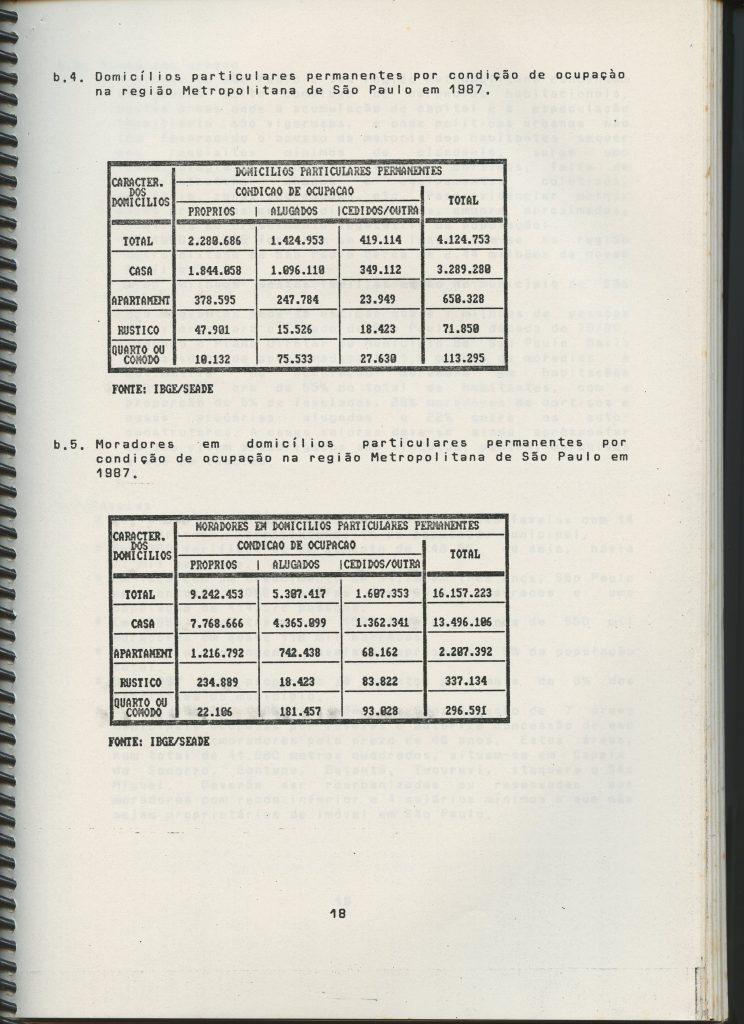 b.4. Domicílios particulares permanentes por condição de ocupação
na região Metropolitana de São Paulo em 1987.
CARACTER. DOS DOMICILIOS | DOMICILIOS PARTICULARES PERMANENTES
CONDICAO DE OCUPACAO | TOTAL
PROPRIOS | ALUGADOS | CEDIDOS/OUTRA
TOTAL 2.280.686 1.424.953 419.114 4.124.753
CASA 1.844.058 1.096.110 349.112 3.289.280
APARTAMENT 378.595 247.784 23.949 650.328
RUSTICO 47.901 15.526 18.423 71.850
QUARTO OU COMODO 10.132 75.533 27.630 113.295
FONTE: IBGE/SEADE
b.5. Moradores em domicílios particulares permanentes por
condição de ocupação na região Metropolitana de São Paulo em
1987.
CARACTER. DOS DOMICILIOS | MORADORES EM DOMICILIOS PARTICULARES PERMANENTES
CONDICAO DE OCUPACAO | TOTAL
PROPRIOS | ALUGADOS | CEDIDOS/OUTRA
TOTAL 9.242.453 5.307.417 1.607.353 16.157.223
CASA 7.768.666 4.365.099 1.362.341 13.496.106
APARTAMENT 1.216.792 742.438 68.162 2.207.392
RUSTICO 234.889 18.423 83.822 337.134
QUARTO OU COMODO 22.106 181.457 93.028 296.591
FONTE: IBGE/SEADE
18